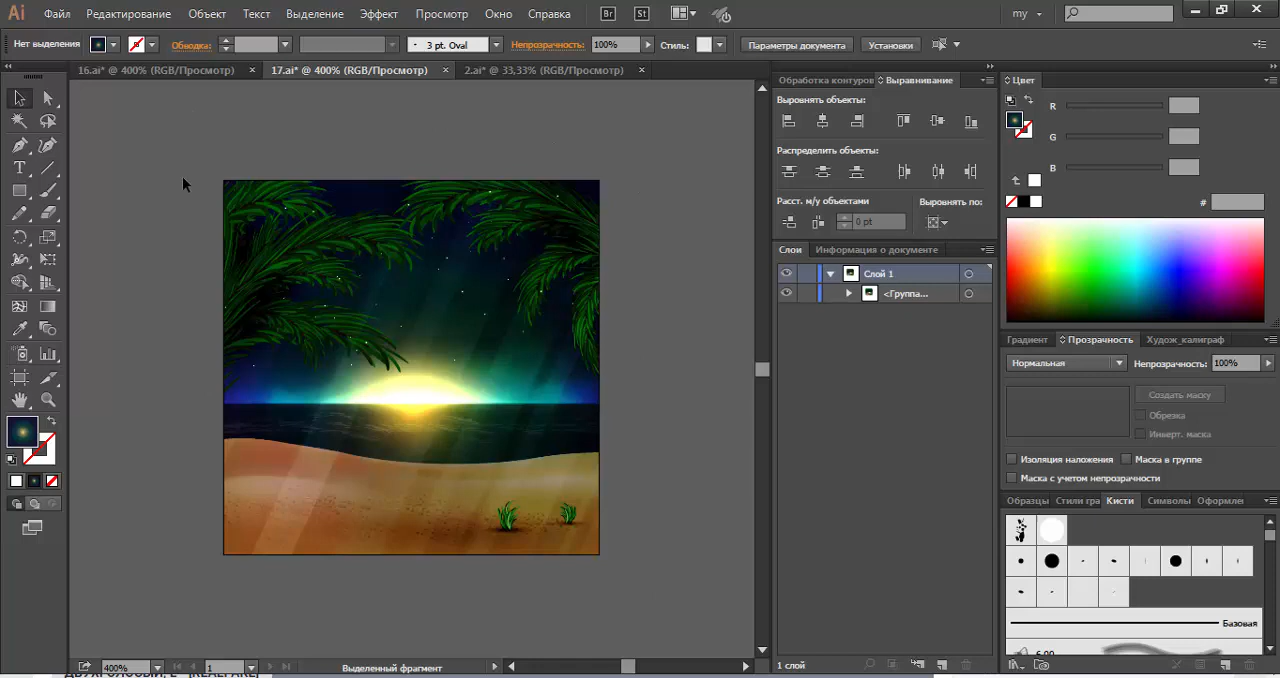 Ai Файл Редактирование Объект Текст Выделение Эффект Просмотр Окно Справка Br St my
Нет выделения Обводка: 3 pt. Oval Непрозрачность: 100% Стиль: Параметры документа Установки
16.ai* @ 400% (RGB/Просмотр) × 17.ai* @ 400% (RGB/Просмотр) × 2.ai* @ 33,33% (RGB/Просмотр) ×
Обработка контуров Выравнивание
Выровнять объекты:
Распределить объекты:
Расст. м/у объектами Выровнять по:
0 pt
Слои Информация о документе
Слой 1
<Группа...
1 слой
Цвет
R
G
B
#
Градиент Прозрачность Худож_калиграф
Нормальная Непрозрачность: 100%
Создать маску
Обрезка
Инверт. маска
Изоляция наложения Маска в группе
Маска с учетом непрозрачности
Образцы Стили гра Кисти Символы Оформле
Базовая
6.00
400% 1 Выделенный фрагмент